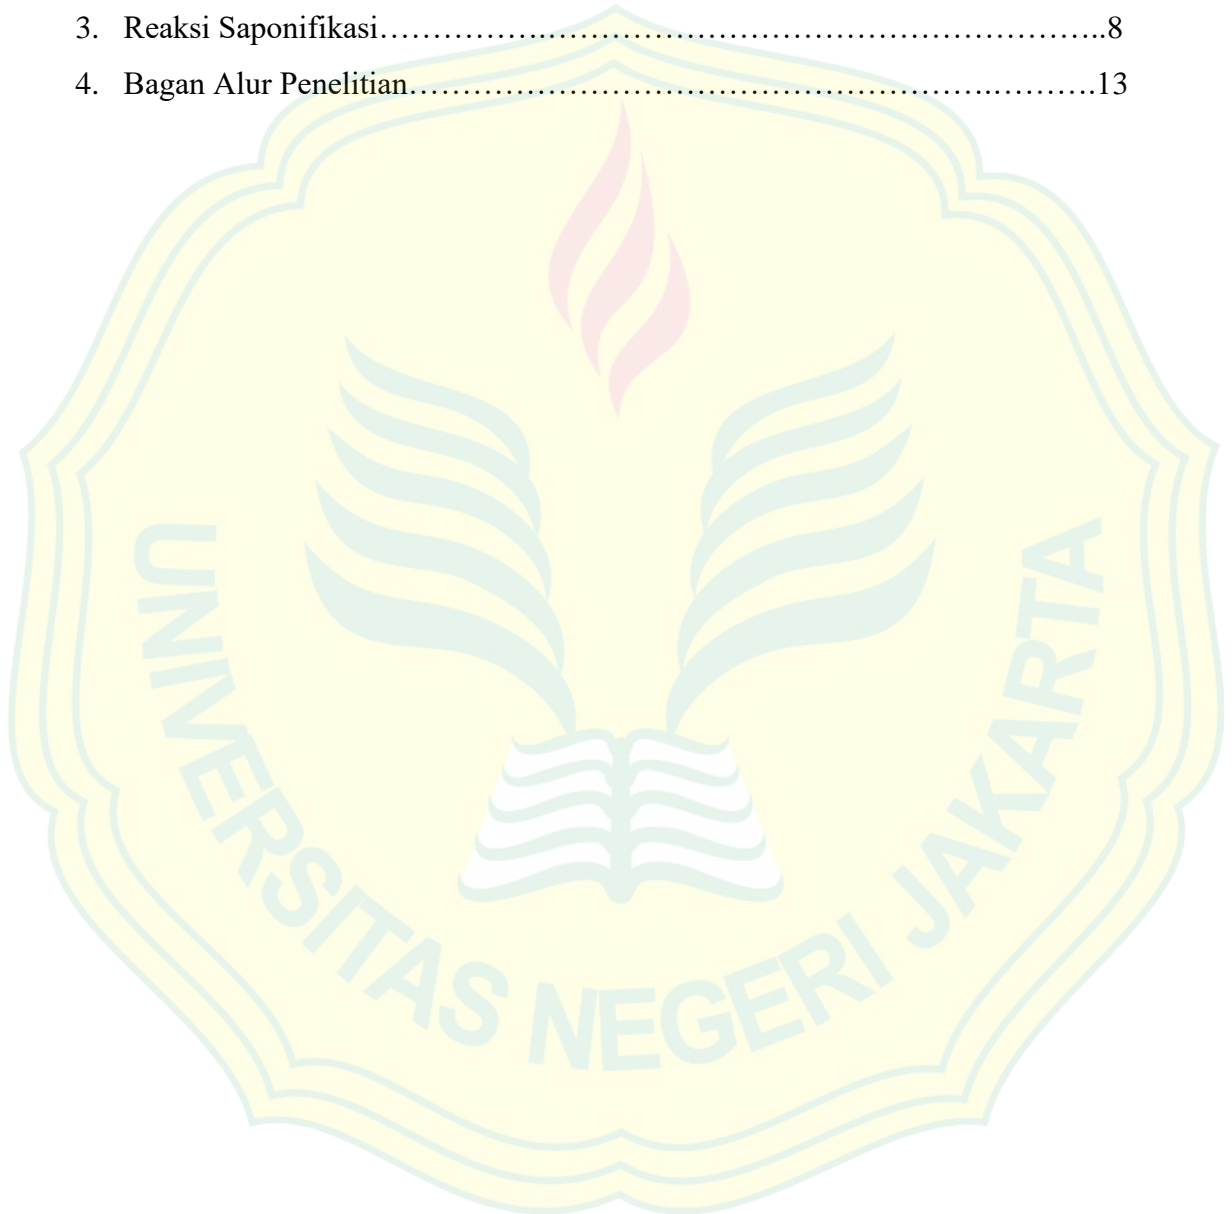 3. Reaksi Saponifikasi…………….…………………………………………………..8
4. Bagan Alur Penelitian……………………………………………………….……….13
UNIVERSITAS NEGERI JAKARTA